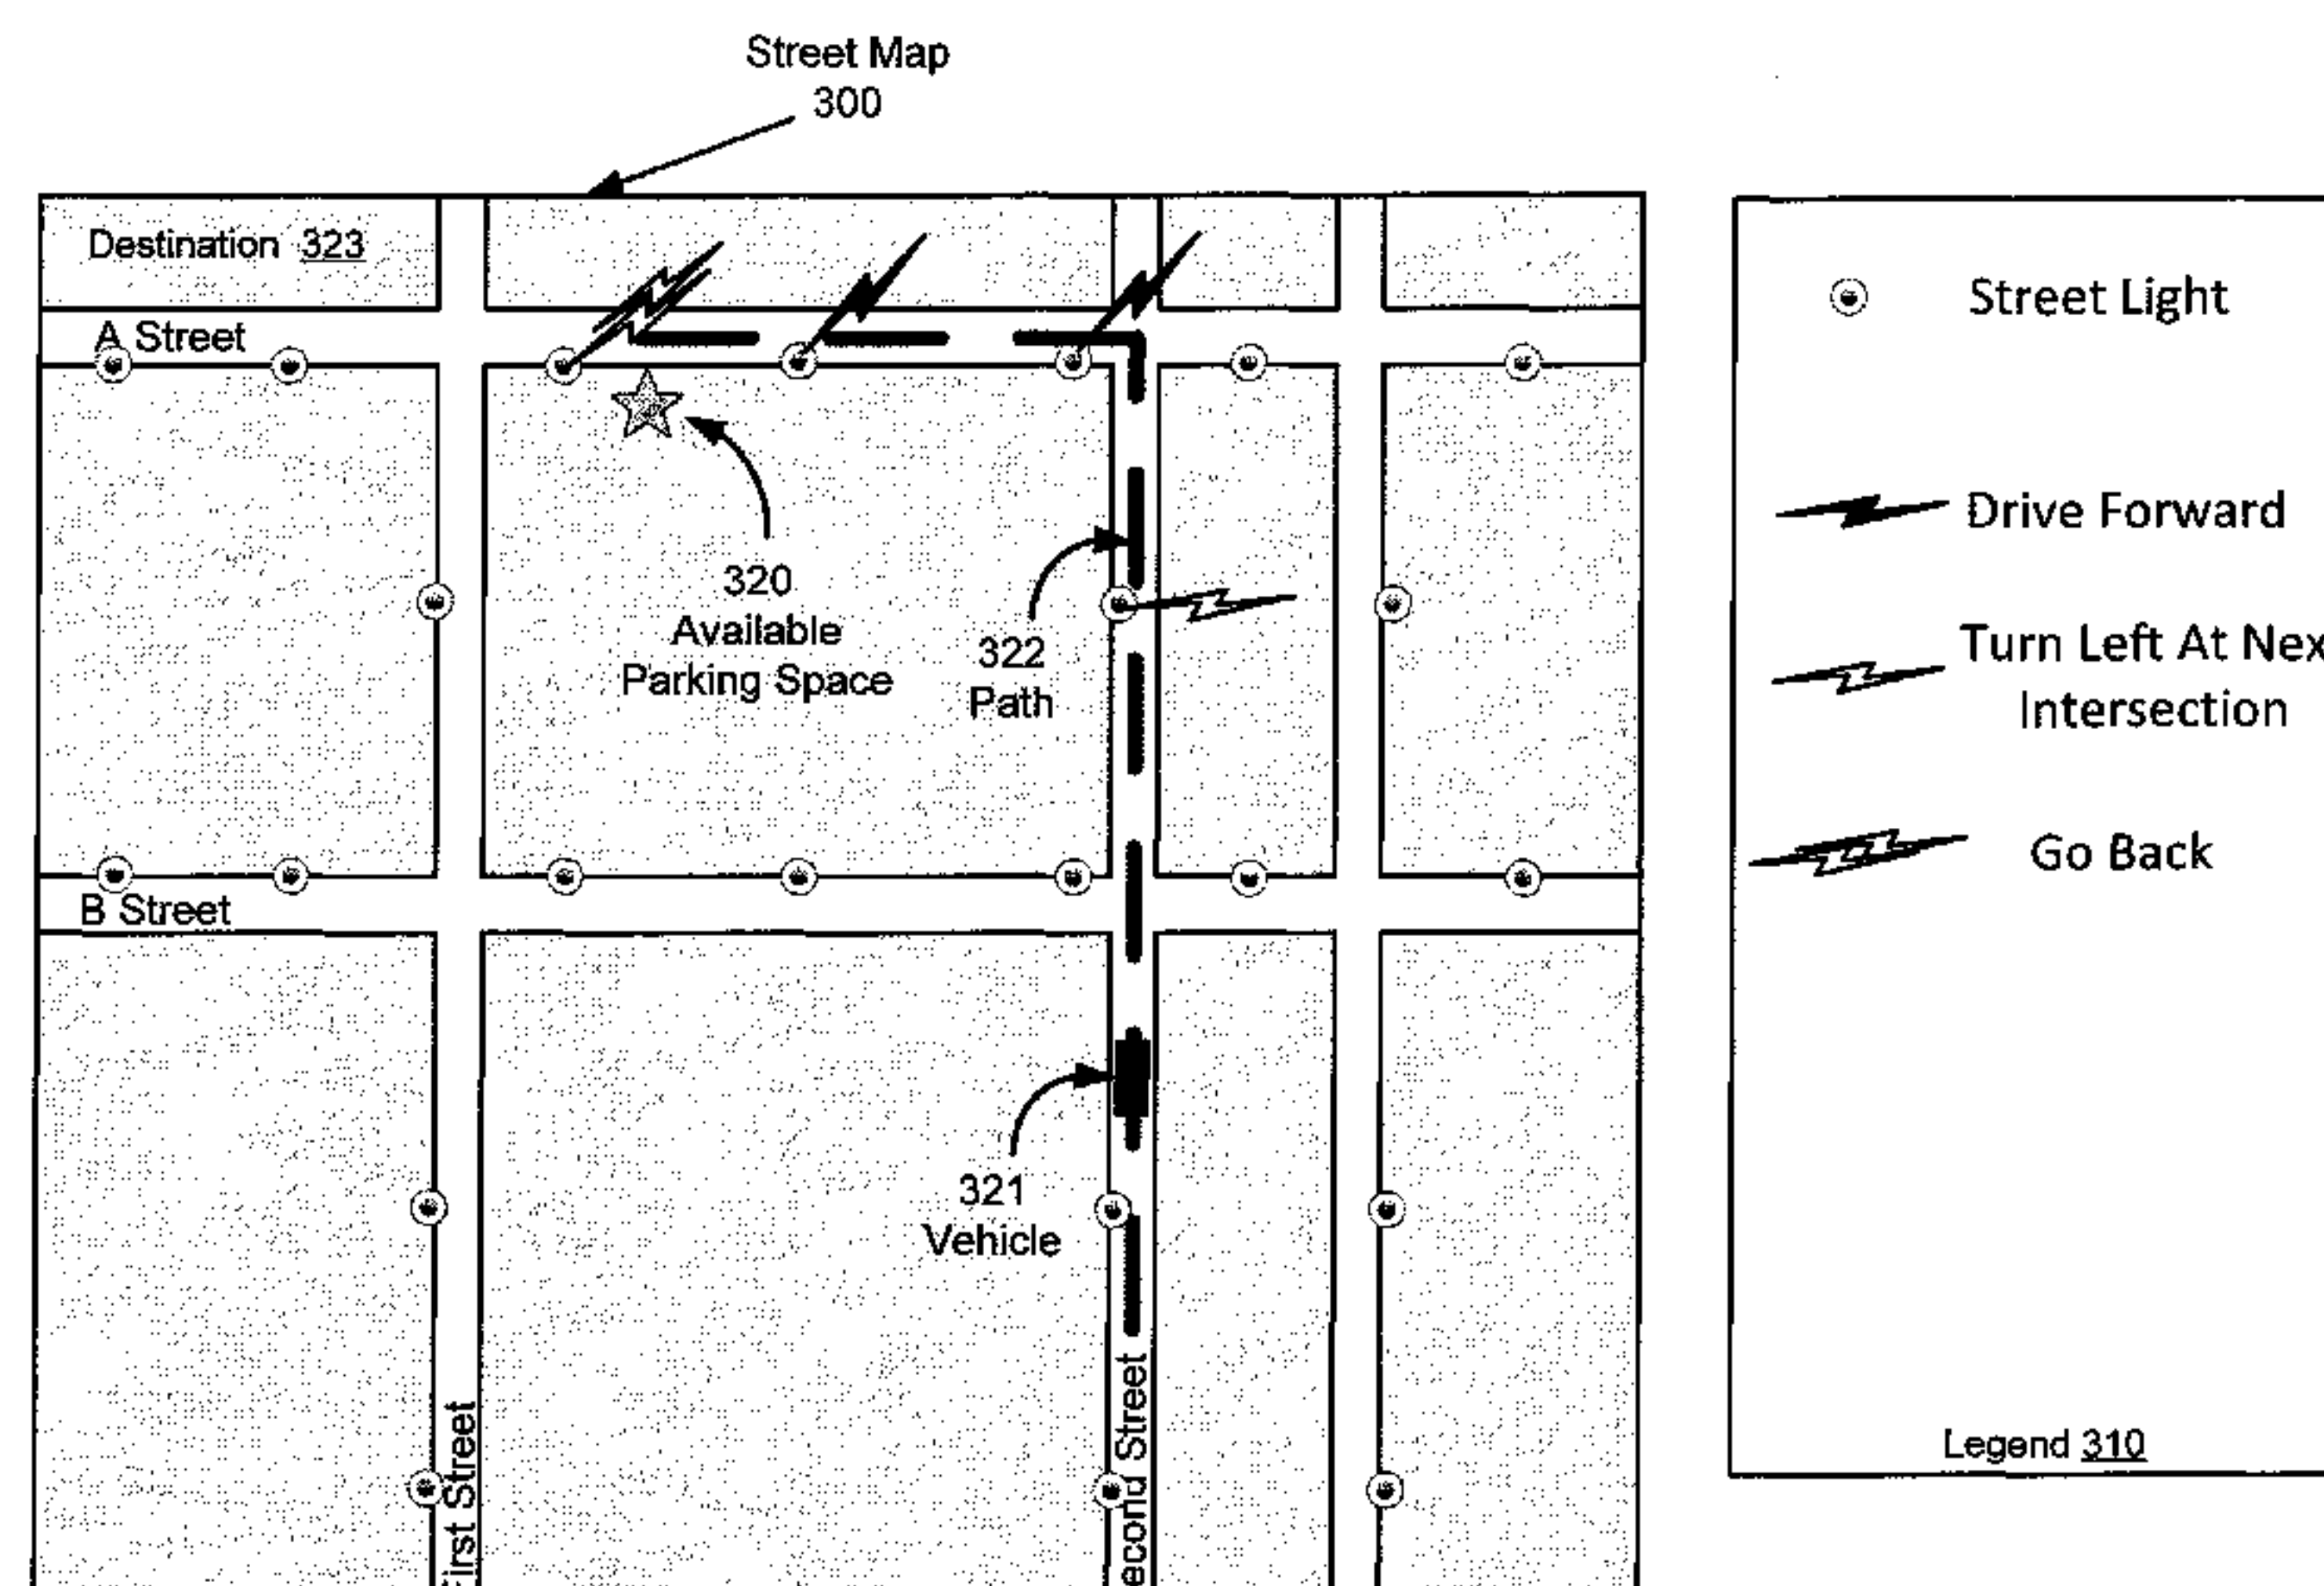 Street Map
300
Destination 323
A Street
320
Available
Parking Space
322
Path
B Street
321
Vehicle
First Street
econd Street
Street Light
Drive Forward
Turn Left At Nex
Intersection
Go Back
Legend 310